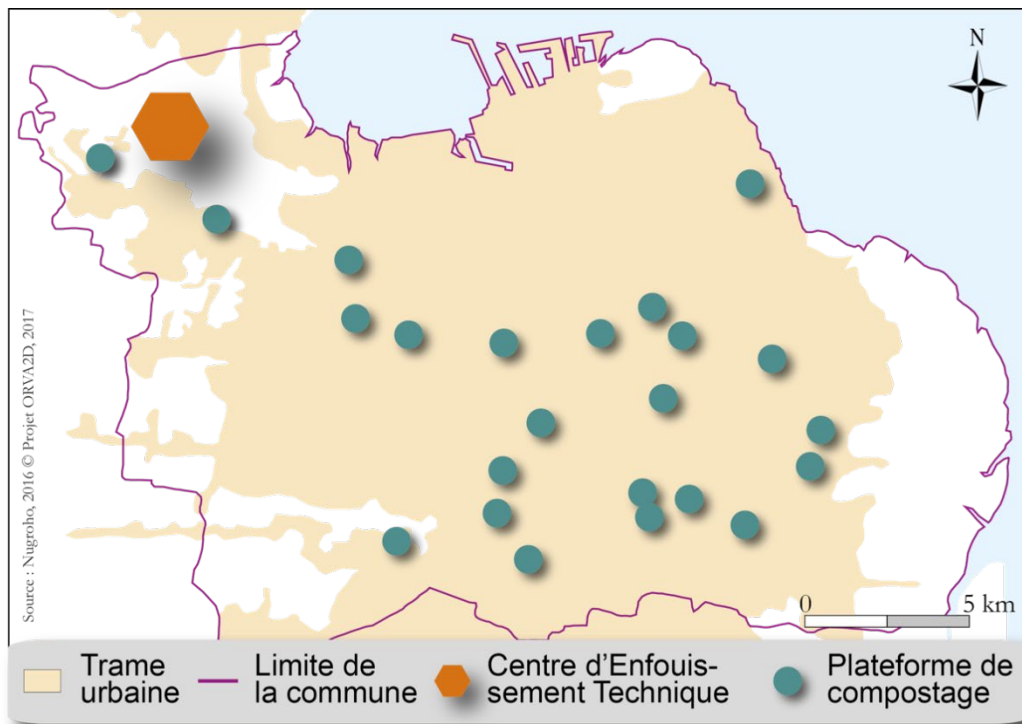 N
Source : Nugroho, 2016 © Projet ORVA2D, 2017
0 5 km
Trame
urbaine
Limite de
la commune
Centre d’Enfouis-
sement Technique
Plateforme de
compostage